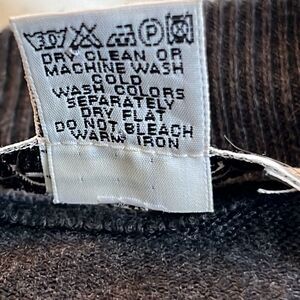 DRY CLEAN OR
MACHINE WASH
COLD
WASH COLORS
SEPARATELY
DRY FLAT
DO NOT BLEACH
WARM IRON